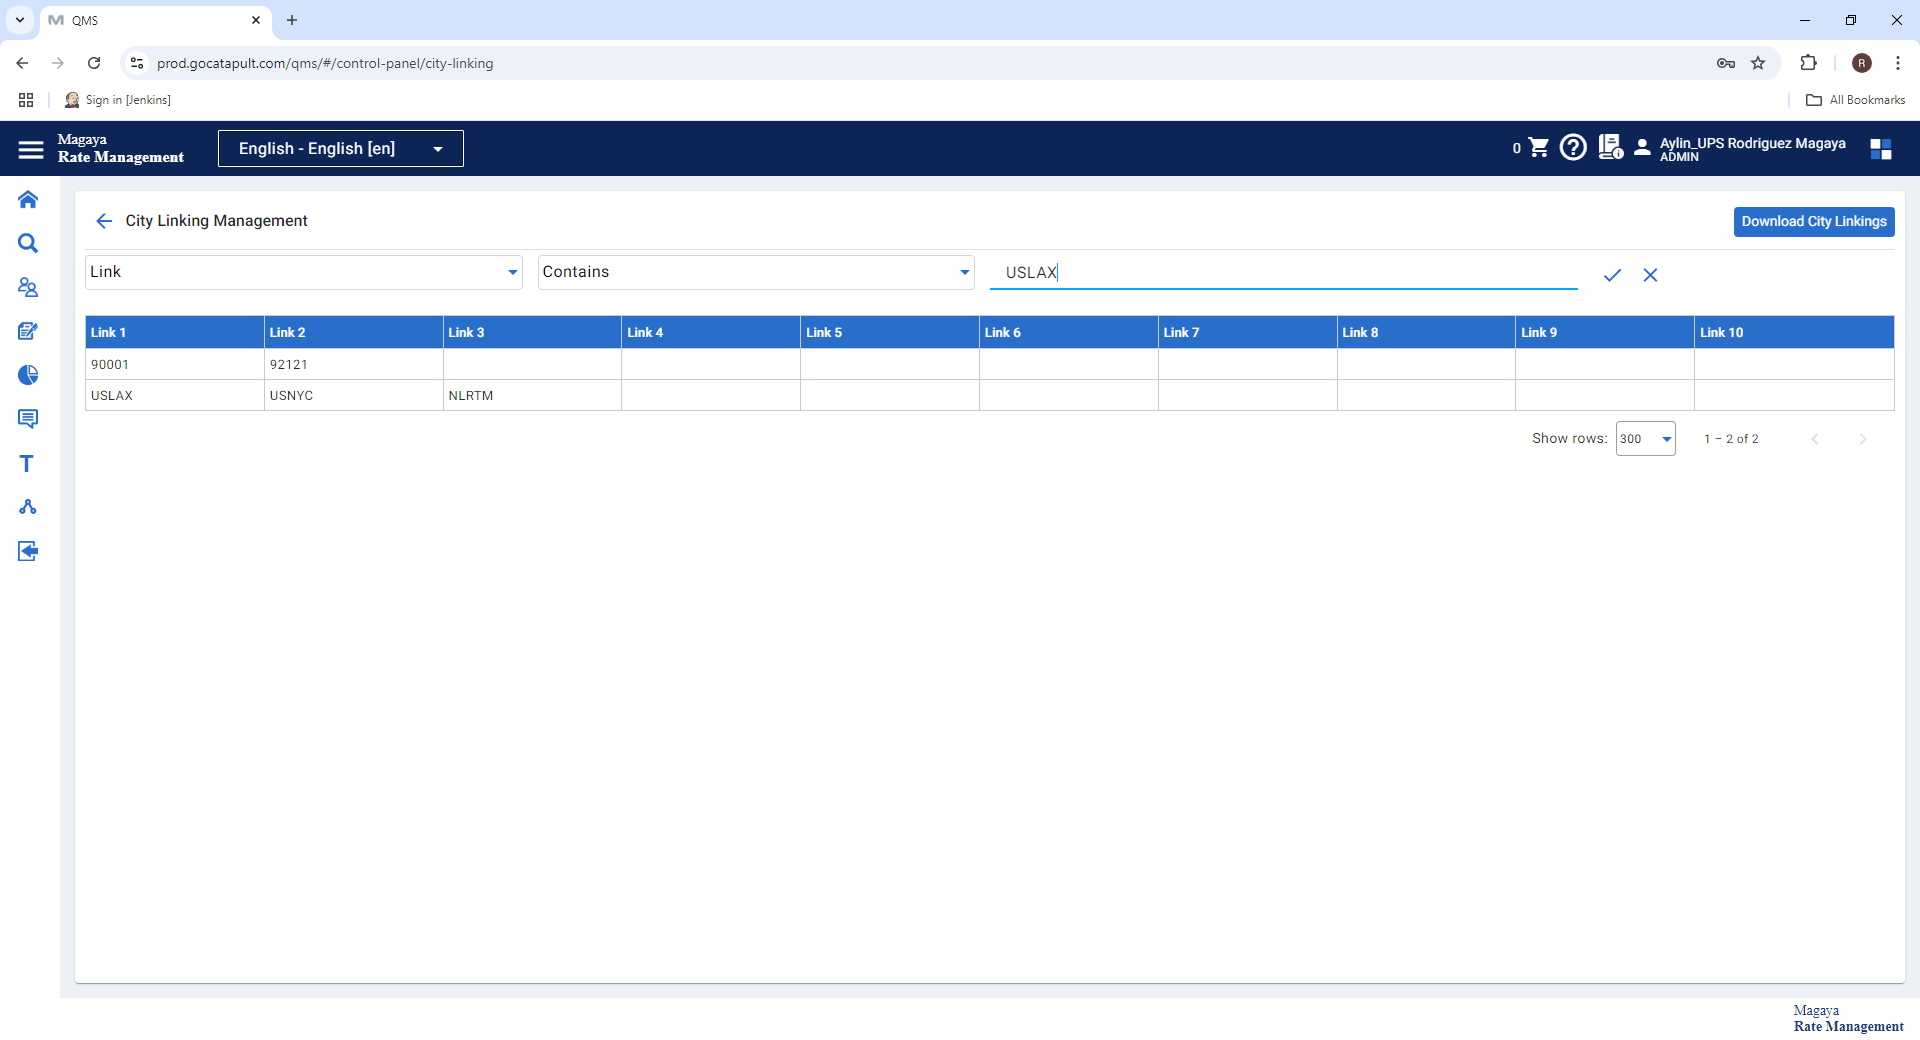 QMS
prod.gocatapult.com/qms/#/control-panel/city-linking
R
Sign in [Jenkins]
All Bookmarks
Magaya
Rate Management
English - English [en]
0
Aylin_UPS Rodriguez Magaya
ADMIN
City Linking Management
Download City Linkings
Link
Contains
USLAX
Link 1 Link 2 Link 3 Link 4 Link 5 Link 6 Link 7 Link 8 Link 9 Link 10
90001 92121
USLAX USNYC NLRTM
Show rows: 300 1 – 2 of 2
T
Magaya
Rate Management